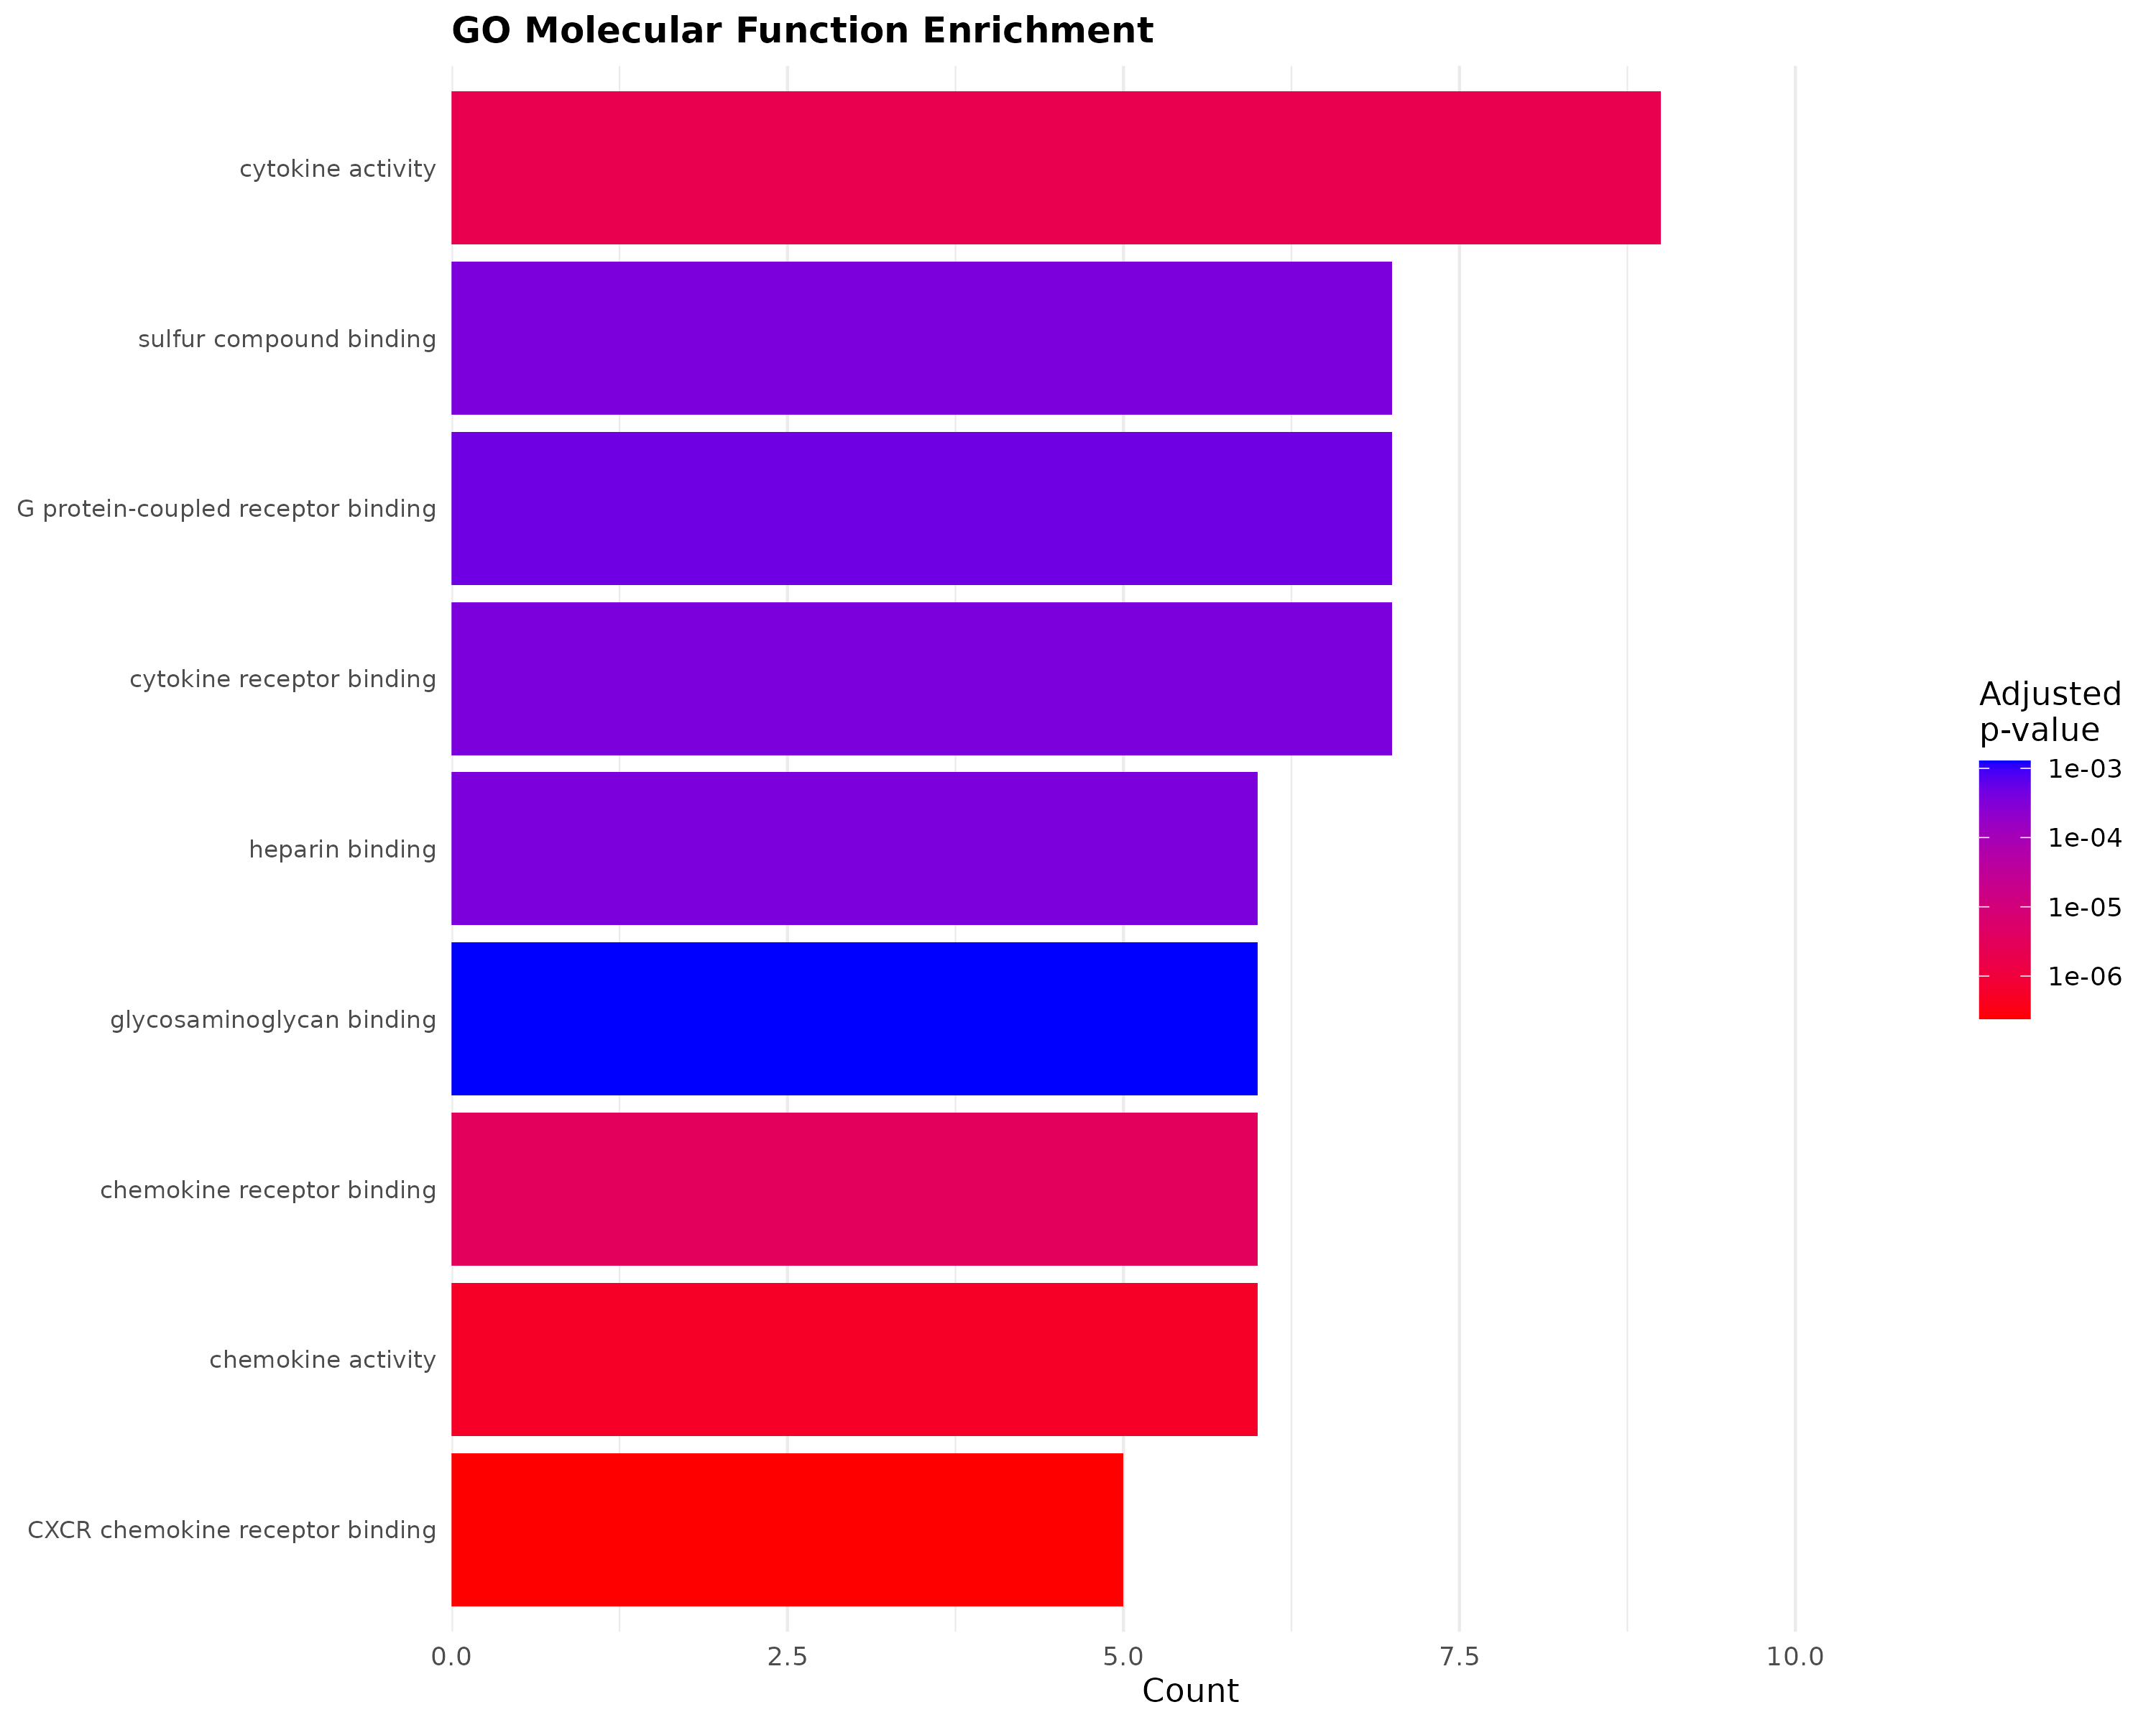 GO Molecular Function Enrichment
cytokine activity
sulfur compound binding
G protein-coupled receptor binding
cytokine receptor binding
heparin binding
glycosaminoglycan binding
chemokine receptor binding
chemokine activity
CXCR chemokine receptor binding
0.0 2.5 5.0 7.5 10.0
Count
Adjusted
p-value
1e-03
1e-04
1e-05
1e-06